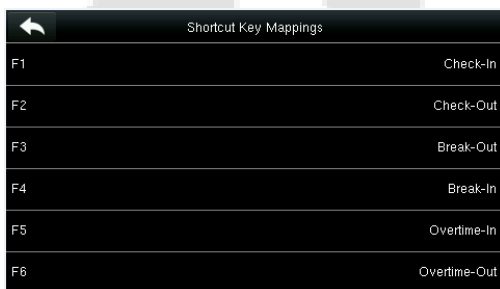 Shortcut Key Mappings
F1 Check-In
F2 Check-Out
F3 Break-Out
F4 Break-In
F5 Overtime-In
F6 Overtime-Out